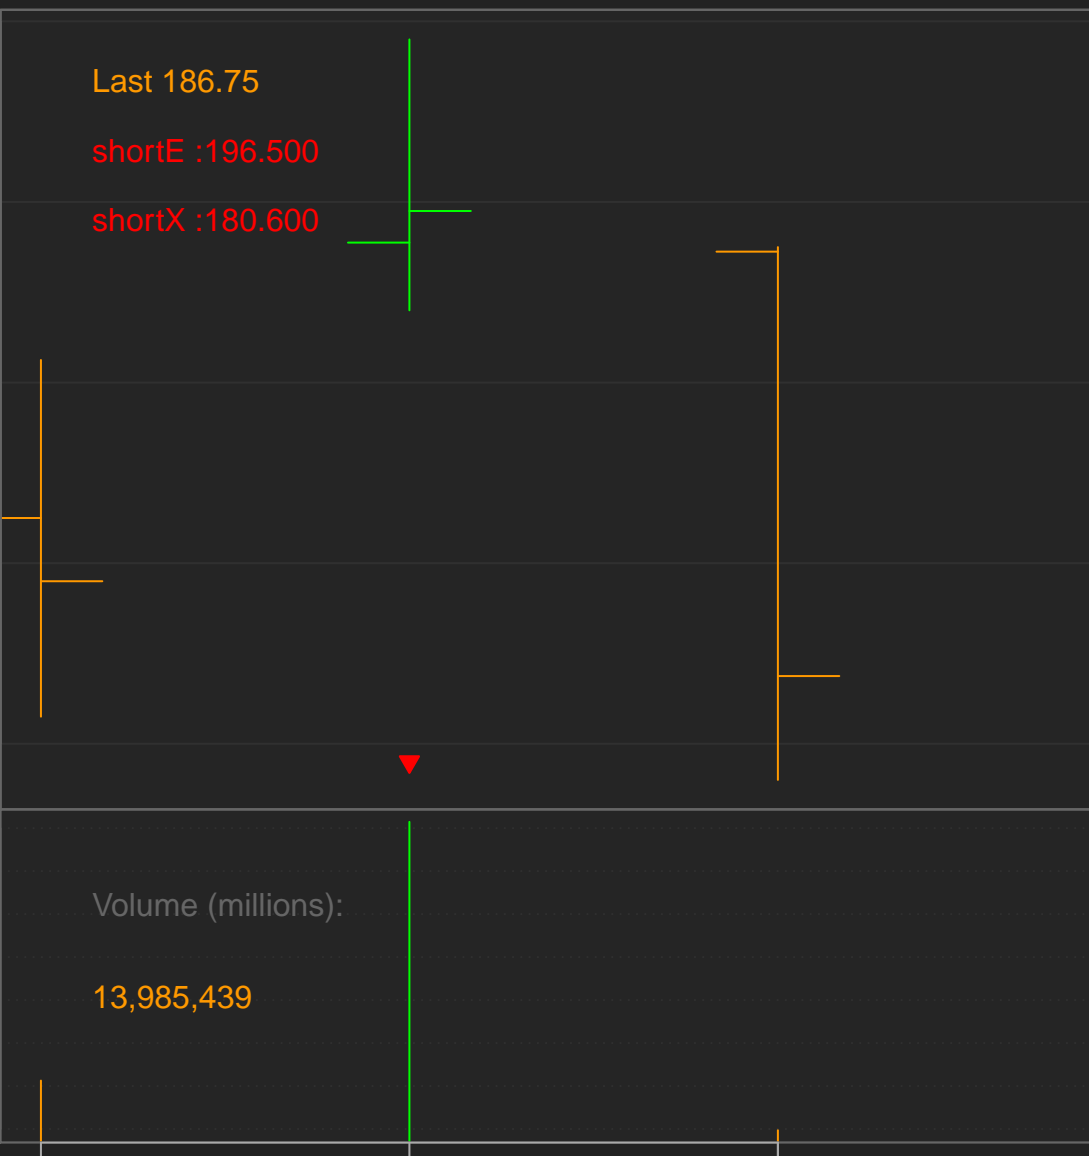 Last 186.75
shortE :196.500
shortX :180.600
Volume (millions):
13,985,439